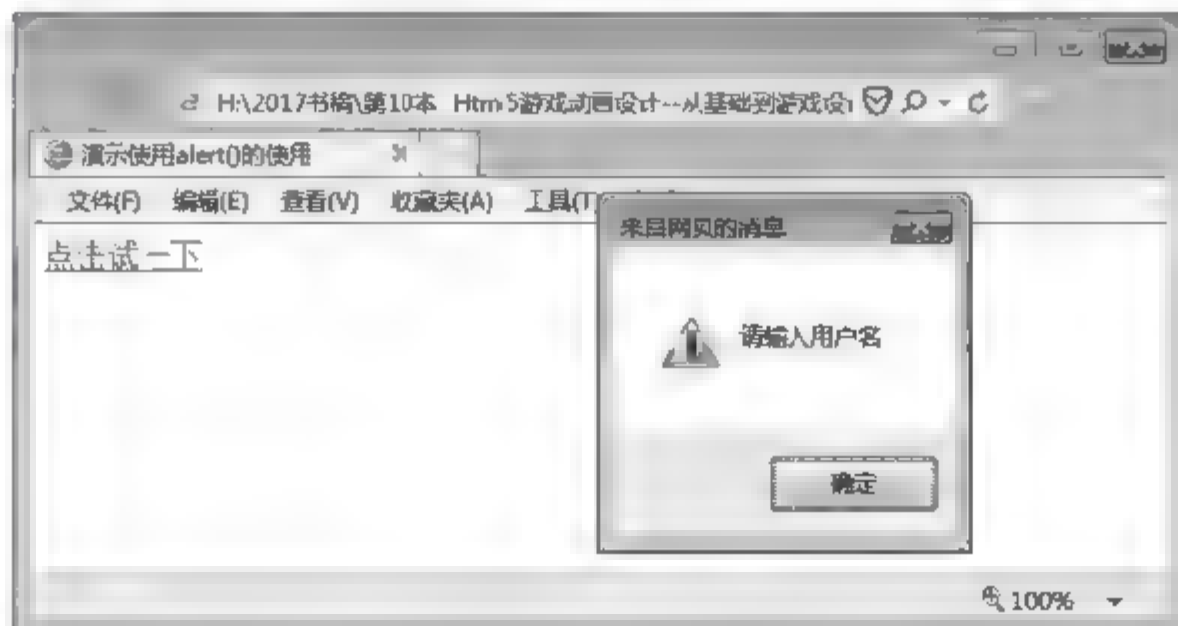 H:\2017书稿\第10本 Html5游戏动画设计--从基础到游戏设i
演示使用alert()的使用
文件(F) 编辑(E) 查看(V) 收藏夹(A) 工具(T
来自网页的消息
点击试一下
请输入用户名
确定
100%